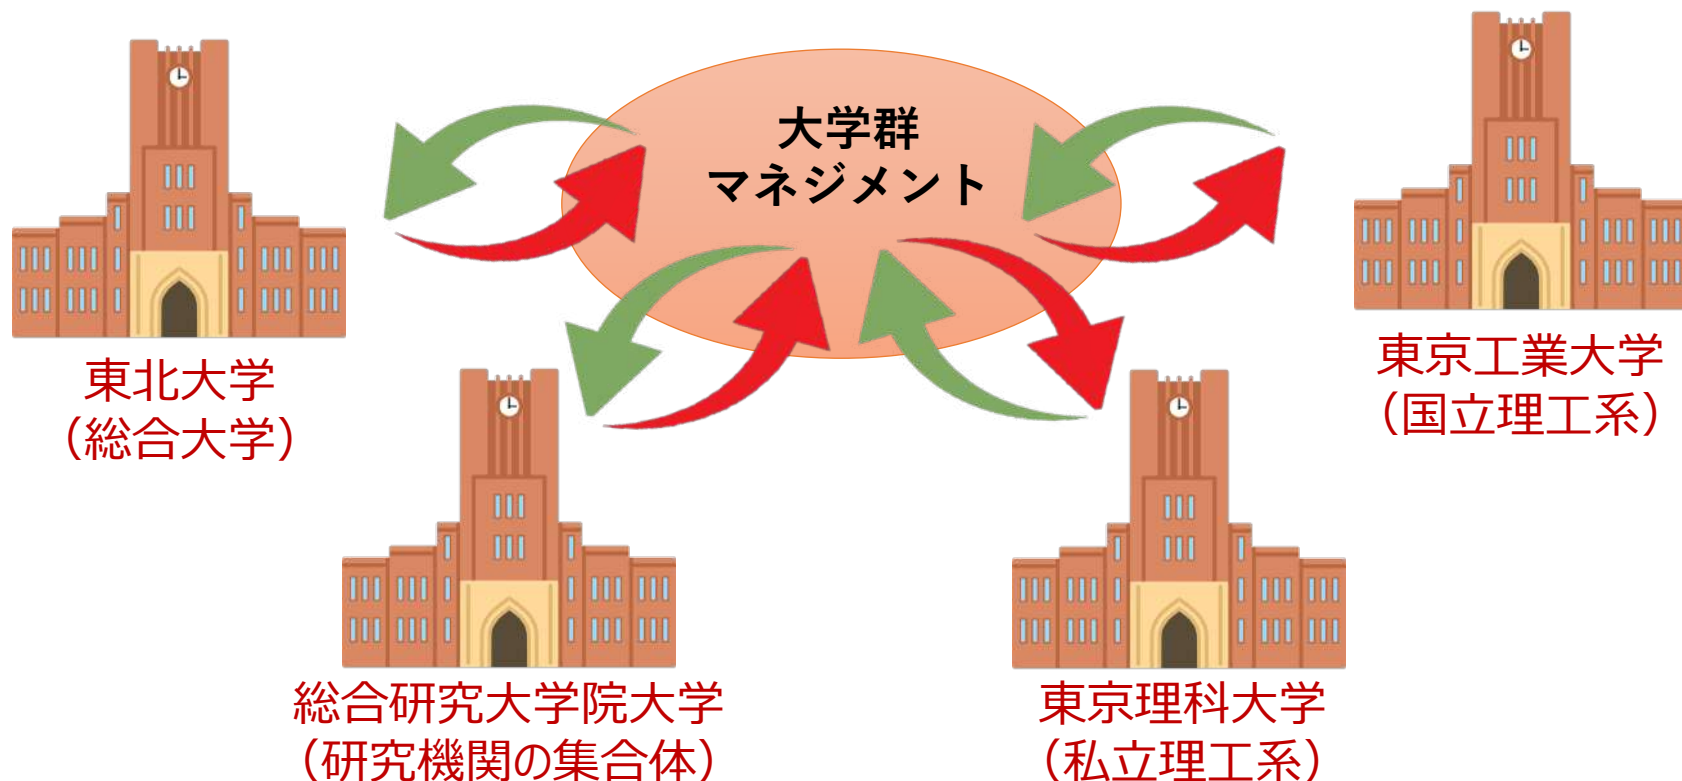 大学群
マネジメント
東北大学
（総合大学）
東京工業大学
（国立理工系）
総合研究大学院大学
（研究機関の集合体）
東京理科大学
（私立理工系）